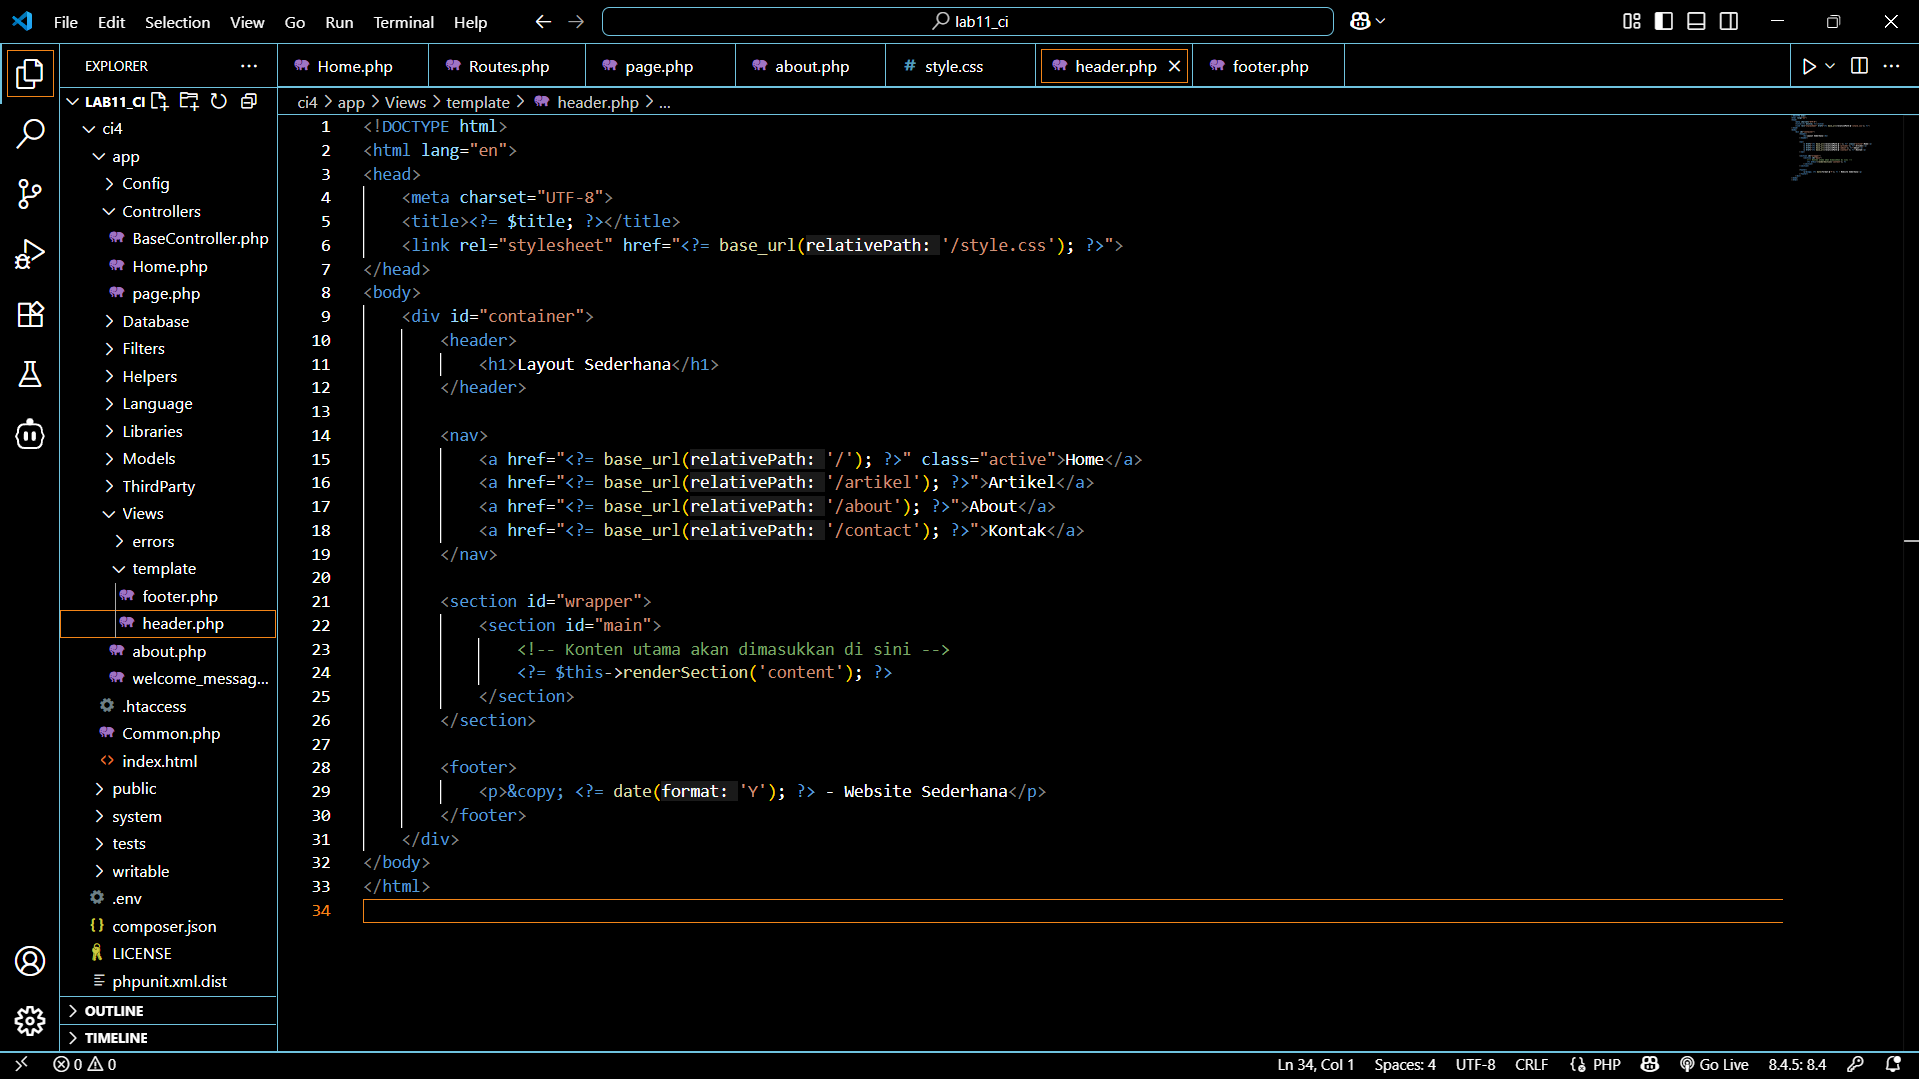 File Edit Selection View Go Run Terminal Help
lab11_ci
EXPLORER
Home.php
Routes.php
page.php
about.php
# style.css
header.php
footer.php
LAB11_CI
ci4
app
Config
Controllers
BaseController.php
Home.php
page.php
Database
Filters
Helpers
Language
Libraries
Models
ThirdParty
Views
errors
template
footer.php
header.php
about.php
welcome_messag...
.htaccess
Common.php
index.html
public
system
tests
writable
.env
composer.json
LICENSE
phpunit.xml.dist
OUTLINE
TIMELINE
ci4 > app > Views > template > header.php > ...
1 <!DOCTYPE html>
2 <html lang="en">
3 <head>
4 <meta charset="UTF-8">
5 <title><?= $title; ?></title>
6 <link rel="stylesheet" href="<?= base_url(relativePath: '/style.css'); ?>">
7 </head>
8 <body>
9 <div id="container">
10 <header>
11 <h1>Layout Sederhana</h1>
12 </header>
13
14 <nav>
15 <a href="<?= base_url(relativePath: '/'); ?>" class="active">Home</a>
16 <a href="<?= base_url(relativePath: '/artikel'); ?>">Artikel</a>
17 <a href="<?= base_url(relativePath: '/about'); ?>">About</a>
18 <a href="<?= base_url(relativePath: '/contact'); ?>">Kontak</a>
19 </nav>
20
21 <section id="wrapper">
22 <section id="main">
23 <!-- Konten utama akan dimasukkan di sini -->
24 <?= $this->renderSection('content'); ?>
25 </section>
26 </section>
27
28 <footer>
29 <p>&copy; <?= date(format: 'Y'); ?> - Website Sederhana</p>
30 </footer>
31 </div>
32 </body>
33 </html>
34
0 0
Ln 34, Col 1 Spaces: 4 UTF-8 CRLF {} PHP Go Live 8.4.5: 8.4